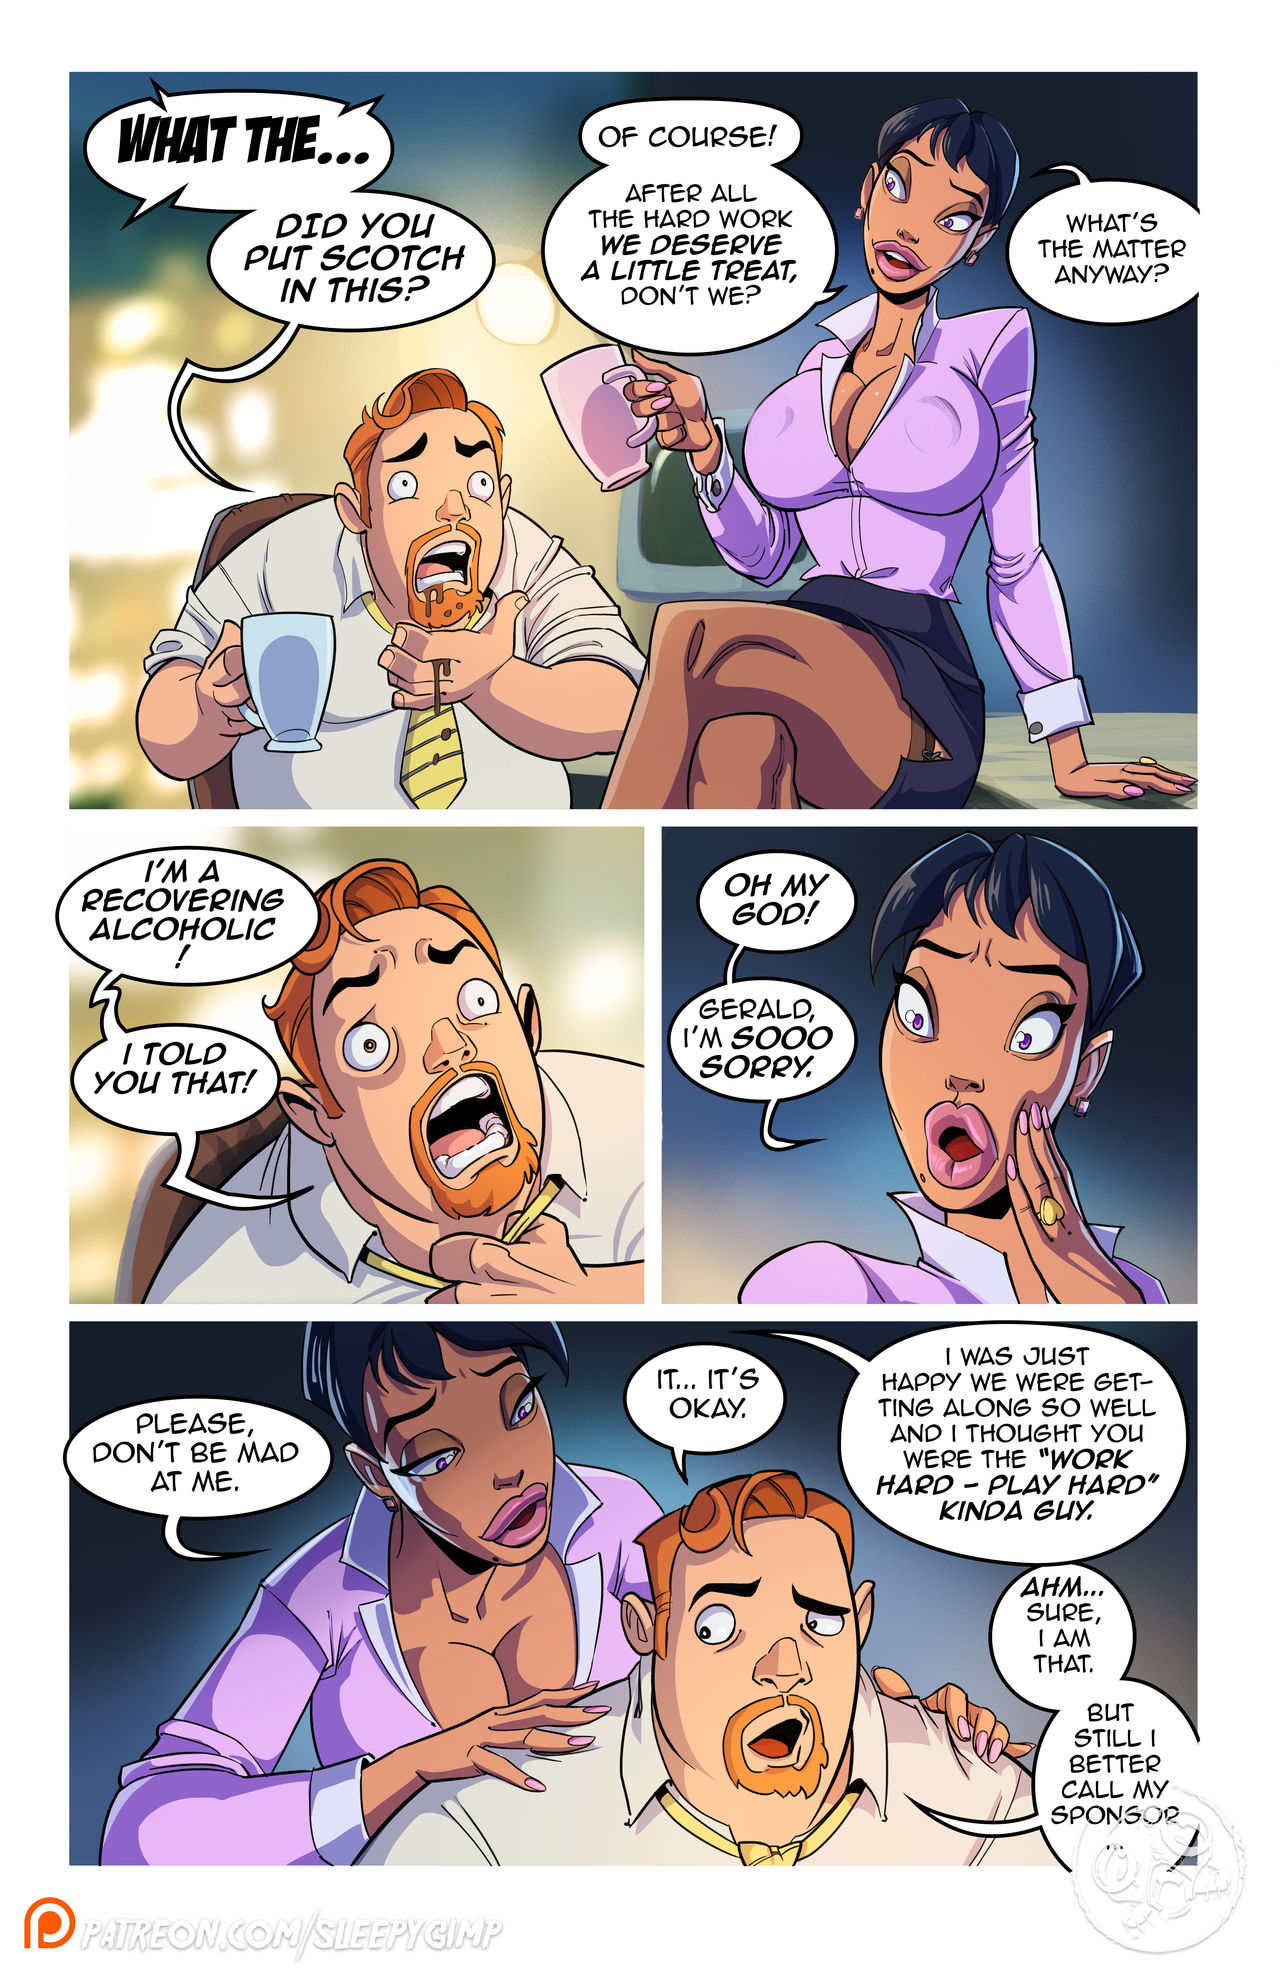 WHAT THE...
DID YOU
PUT SCOTCH
IN THIS?
OF COURSE!
AFTER ALL
THE HARD WORK
WE DESERVE
A LITTLE TREAT,
DON'T WE?
WHAT'S
THE MATTER
ANYWAY?
I'M A
RECOVERING
ALCOHOLIC
!
I TOLD
YOU THAT!
OH MY
GOD!
GERALD,
I'M SOOO
SORRY.
PLEASE,
DON'T BE MAD
AT ME.
IT... IT'S
OKAY.
I WAS JUST
HAPPY WE WERE GET-
TING ALONG SO WELL
AND I THOUGHT YOU
WERE THE "WORK
HARD - PLAY HARD"
KINDA GUY.
AHM...
SURE,
I AM
THAT.
BUT
STILL I
BETTER
CALL MY
SPONSOR
...
PATREON.COM/SLEEPYGIMP